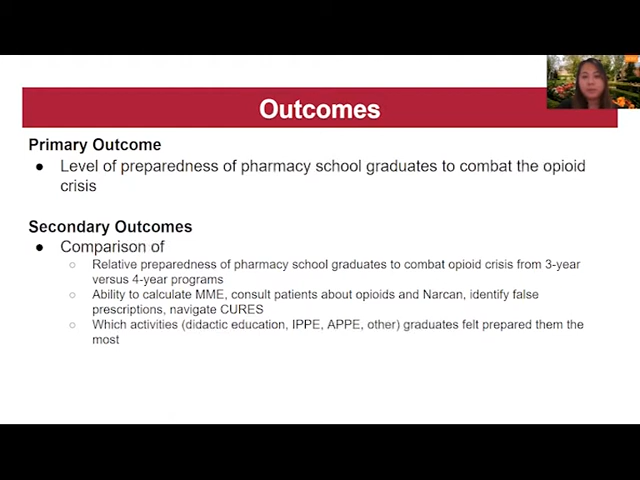 Outcomes
Primary Outcome
● Level of preparedness of pharmacy school graduates to combat the opioid
crisis
Secondary Outcomes
● Comparison of
○ Relative preparedness of pharmacy school graduates to combat opioid crisis from 3-year
versus 4-year programs
○ Ability to calculate MME, consult patients about opioids and Narcan, identify false
prescriptions, navigate CURES
○ Which activities (didactic education, IPPE, APPE, other) graduates felt prepared them the
most